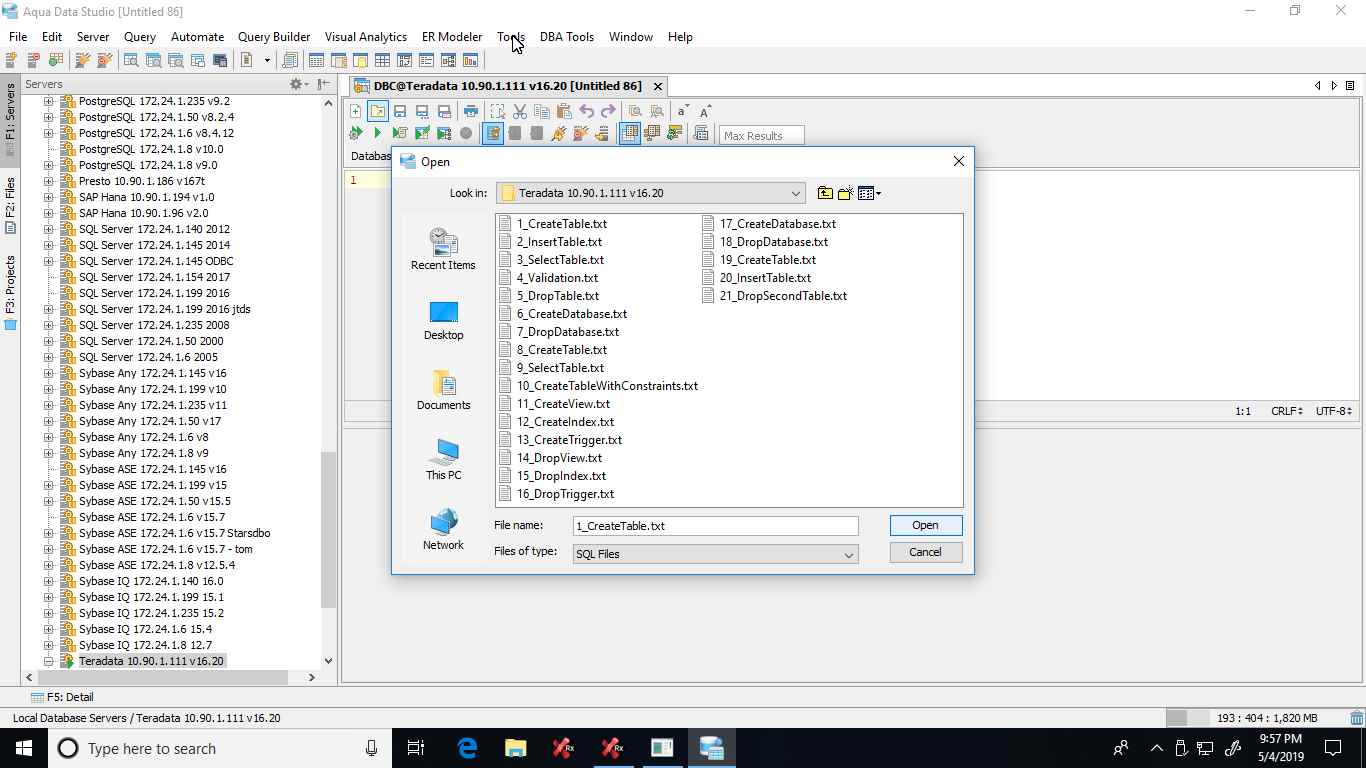 Aqua Data Studio [Untitled 86]
File Edit Server Query Automate Query Builder Visual Analytics ER Modeler Tools DBA Tools Window Help
Servers
F1: Servers
F2: Files
F3: Projects
PostgreSQL 172.24.1.235 v9.2
PostgreSQL 172.24.1.50 v8.2.4
PostgreSQL 172.24.1.6 v8.4.12
PostgreSQL 172.24.1.8 v10.0
PostgreSQL 172.24.1.8 v9.0
Presto 10.90.1.186 v167t
SAP Hana 10.90.1.194 v1.0
SAP Hana 10.90.1.96 v2.0
SQL Server 172.24.1.140 2012
SQL Server 172.24.1.145 2014
SQL Server 172.24.1.145 ODBC
SQL Server 172.24.1.154 2017
SQL Server 172.24.1.199 2016
SQL Server 172.24.1.199 2016 jtds
SQL Server 172.24.1.235 2008
SQL Server 172.24.1.50 2000
SQL Server 172.24.1.6 2005
Sybase Any 172.24.1.145 v16
Sybase Any 172.24.1.199 v10
Sybase Any 172.24.1.235 v11
Sybase Any 172.24.1.50 v17
Sybase Any 172.24.1.6 v8
Sybase Any 172.24.1.8 v9
Sybase ASE 172.24.1.145 v16
Sybase ASE 172.24.1.199 v15
Sybase ASE 172.24.1.50 v15.5
Sybase ASE 172.24.1.6 v15.7
Sybase ASE 172.24.1.6 v15.7 Starsdbo
Sybase ASE 172.24.1.6 v15.7 - tom
Sybase ASE 172.24.1.8 v12.5.4
Sybase IQ 172.24.1.140 16.0
Sybase IQ 172.24.1.199 15.1
Sybase IQ 172.24.1.235 15.2
Sybase IQ 172.24.1.6 15.4
Sybase IQ 172.24.1.8 12.7
Teradata 10.90.1.111 v16.20
DBC@Teradata 10.90.1.111 v16.20 [Untitled 86]
Max Results
Databas
1
1:1 CRLF UTF-8
Open
Look in: Teradata 10.90.1.111 v16.20
Recent Items
Desktop
Documents
This PC
Network
1_CreateTable.txt
2_InsertTable.txt
3_SelectTable.txt
4_Validation.txt
5_DropTable.txt
6_CreateDatabase.txt
7_DropDatabase.txt
8_CreateTable.txt
9_SelectTable.txt
10_CreateTableWithConstraints.txt
11_CreateView.txt
12_CreateIndex.txt
13_CreateTrigger.txt
14_DropView.txt
15_DropIndex.txt
16_DropTrigger.txt
17_CreateDatabase.txt
18_DropDatabase.txt
19_CreateTable.txt
20_InsertTable.txt
21_DropSecondTable.txt
File name: 1_CreateTable.txt Open
Files of type: SQL Files Cancel
F5: Detail
Local Database Servers / Teradata 10.90.1.111 v16.20
193 : 404 : 1,820 MB
Type here to search
Rx
Rx
9:57 PM
5/4/2019